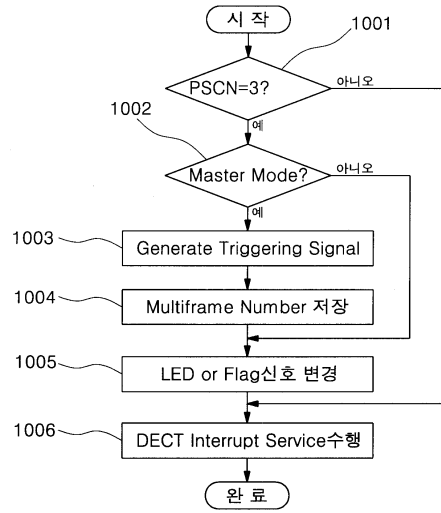 시 작
1001
PSCN=3?
아니오
예
1002
Master Mode?
아니오
예
1003
Generate Triggering Signal
1004
Multiframe Number 저장
1005
LED or Flag신호 변경
1006
DECT Interrupt Service수행
완 료